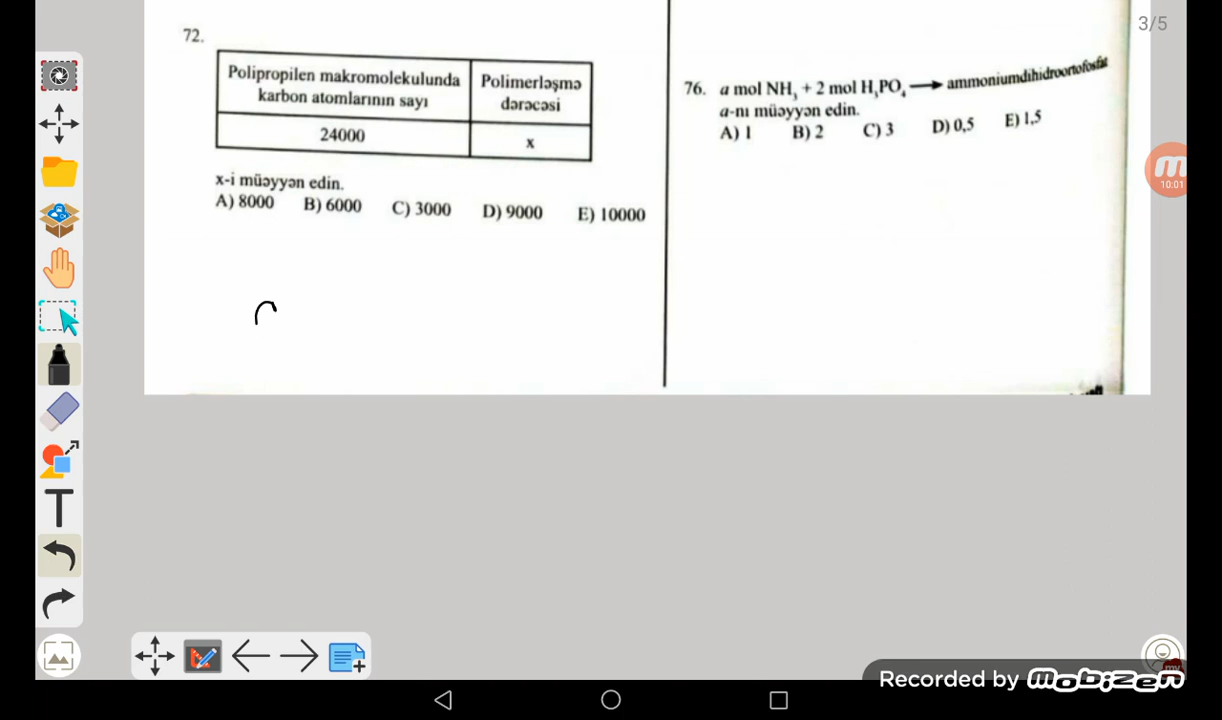 3/5
72.
Polipropilen makromolekulunda karbon atomlarının sayı
Polimerləşmə dərəcəsi
24000
x
x-i müəyyən edin.
A) 8000 B) 6000 C) 3000 D) 9000 E) 10000
76. a mol NH₃ + 2 mol H₃PO₄ ⟶ ammoniumdihidroortofosfat
a-nı müəyyən edin.
A) 1 B) 2 C) 3 D) 0,5 E) 1,5
10:01
T
Recorded by mobizen